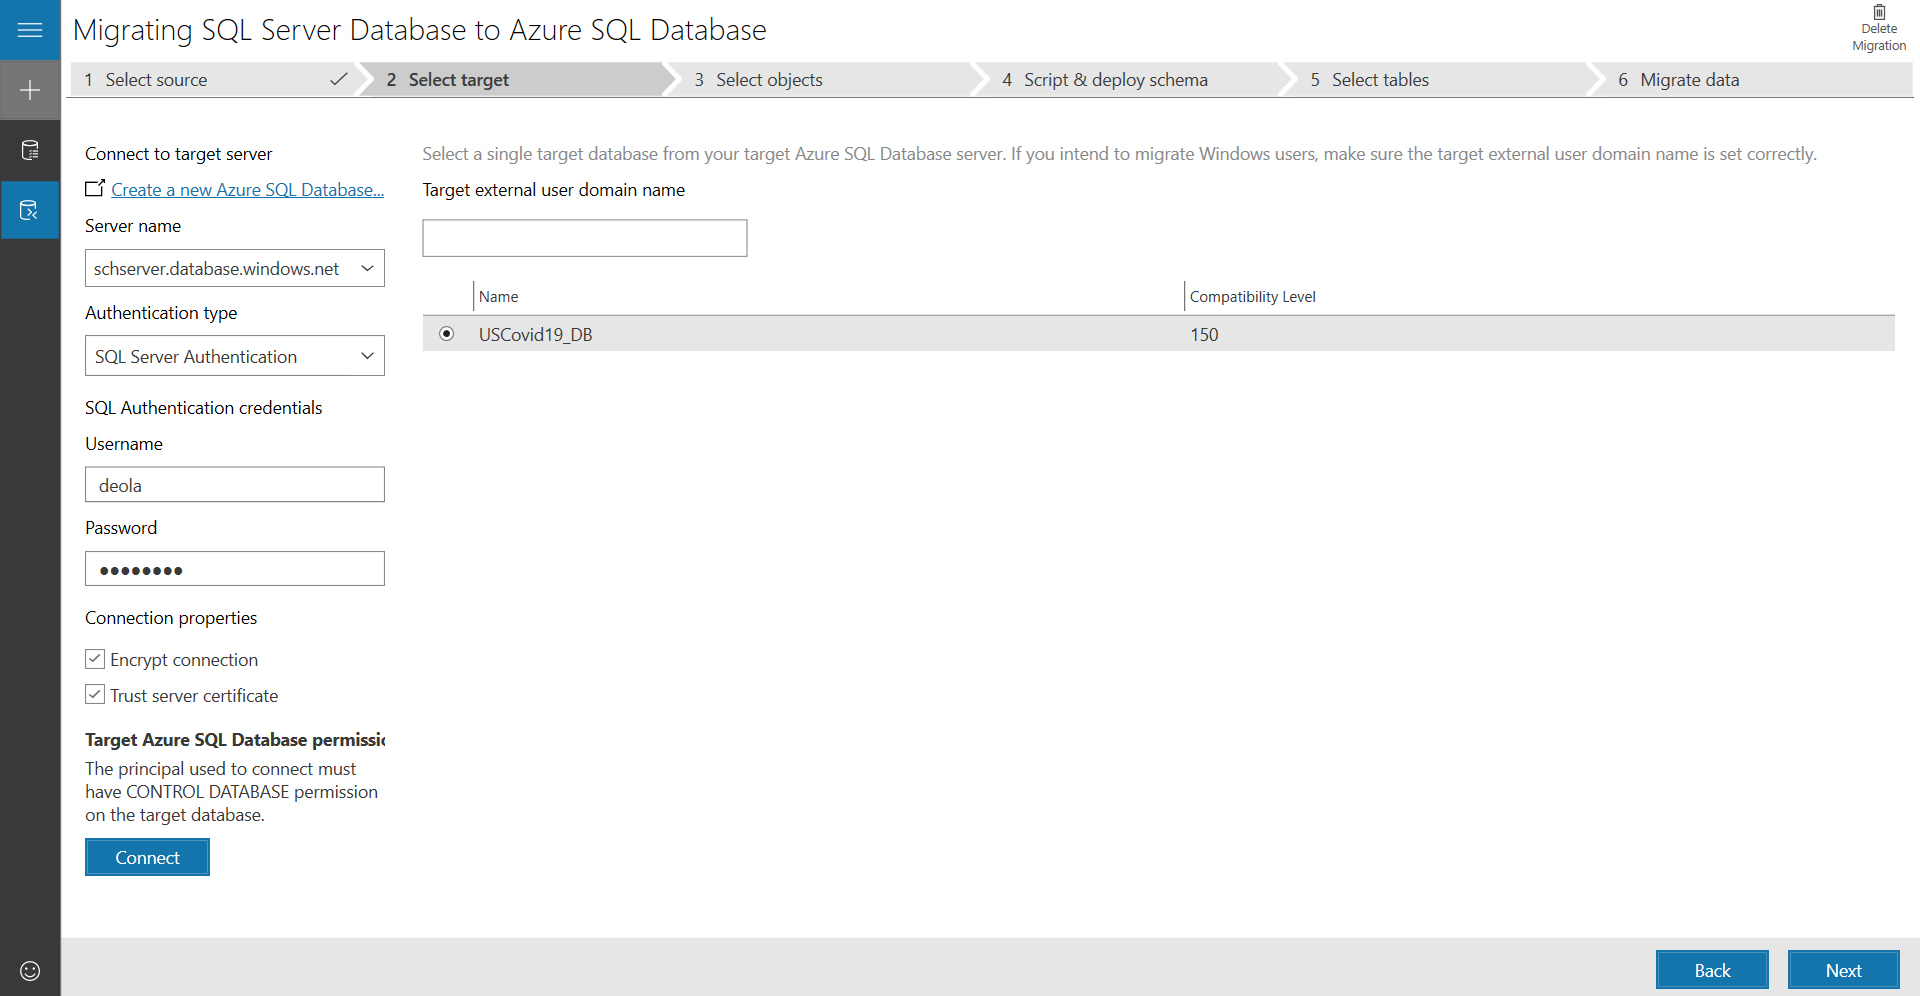 Migrating SQL Server Database to Azure SQL Database
Delete
Migration
1 Select source
2 Select target
3 Select objects
4 Script & deploy schema
5 Select tables
6 Migrate data
Connect to target server
Create a new Azure SQL Database...
Server name
schserver.database.windows.net
Authentication type
SQL Server Authentication
SQL Authentication credentials
Username
deola
Password
●●●●●●●●
Connection properties
Encrypt connection
Trust server certificate
Target Azure SQL Database permissi
The principal used to connect must
have CONTROL DATABASE permission
on the target database.
Connect
Select a single target database from your target Azure SQL Database server. If you intend to migrate Windows users, make sure the target external user domain name is set correctly.
Target external user domain name
Name
Compatibility Level
USCovid19_DB
150
Back
Next